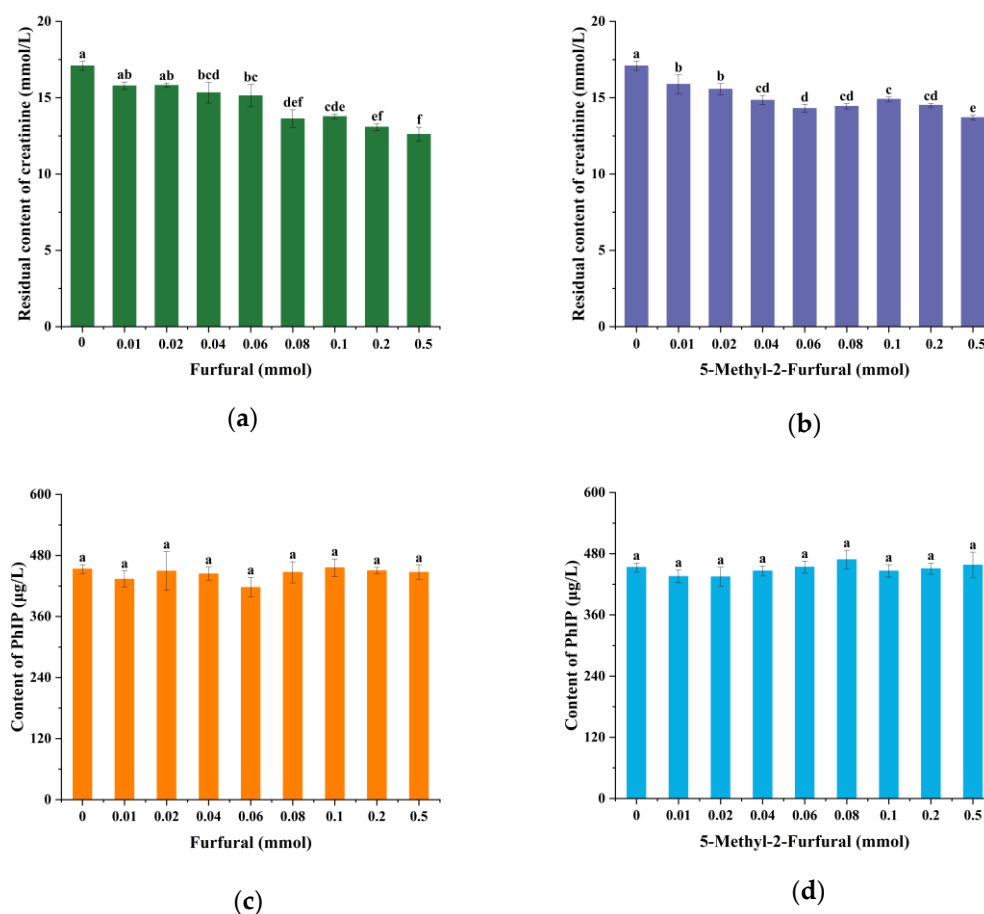 Residual content of creatinine (mmol/L)
20
15
10
5
0
a
ab
ab
bcd
bc
def
cde
ef
f
0 0.01 0.02 0.04 0.06 0.08 0.1 0.2 0.5
Furfural (mmol)
(a)
Residual content of creatinine (mmol/L)
20
15
10
5
0
a
b
b
cd
d
cd
c
cd
e
0 0.01 0.02 0.04 0.06 0.08 0.1 0.2 0.5
5-Methyl-2-Furfural (mmol)
(b)
Content of PhIP (µg/L)
600
480
360
240
120
0
a
a
a
a
a
a
a
a
a
0 0.01 0.02 0.04 0.06 0.08 0.1 0.2 0.5
Furfural (mmol)
(c)
Content of PhIP (µg/L)
600
480
360
240
120
0
a
a
a
a
a
a
a
a
a
0 0.01 0.02 0.04 0.06 0.08 0.1 0.2 0.5
5-Methyl-2-Furfural (mmol)
(d)